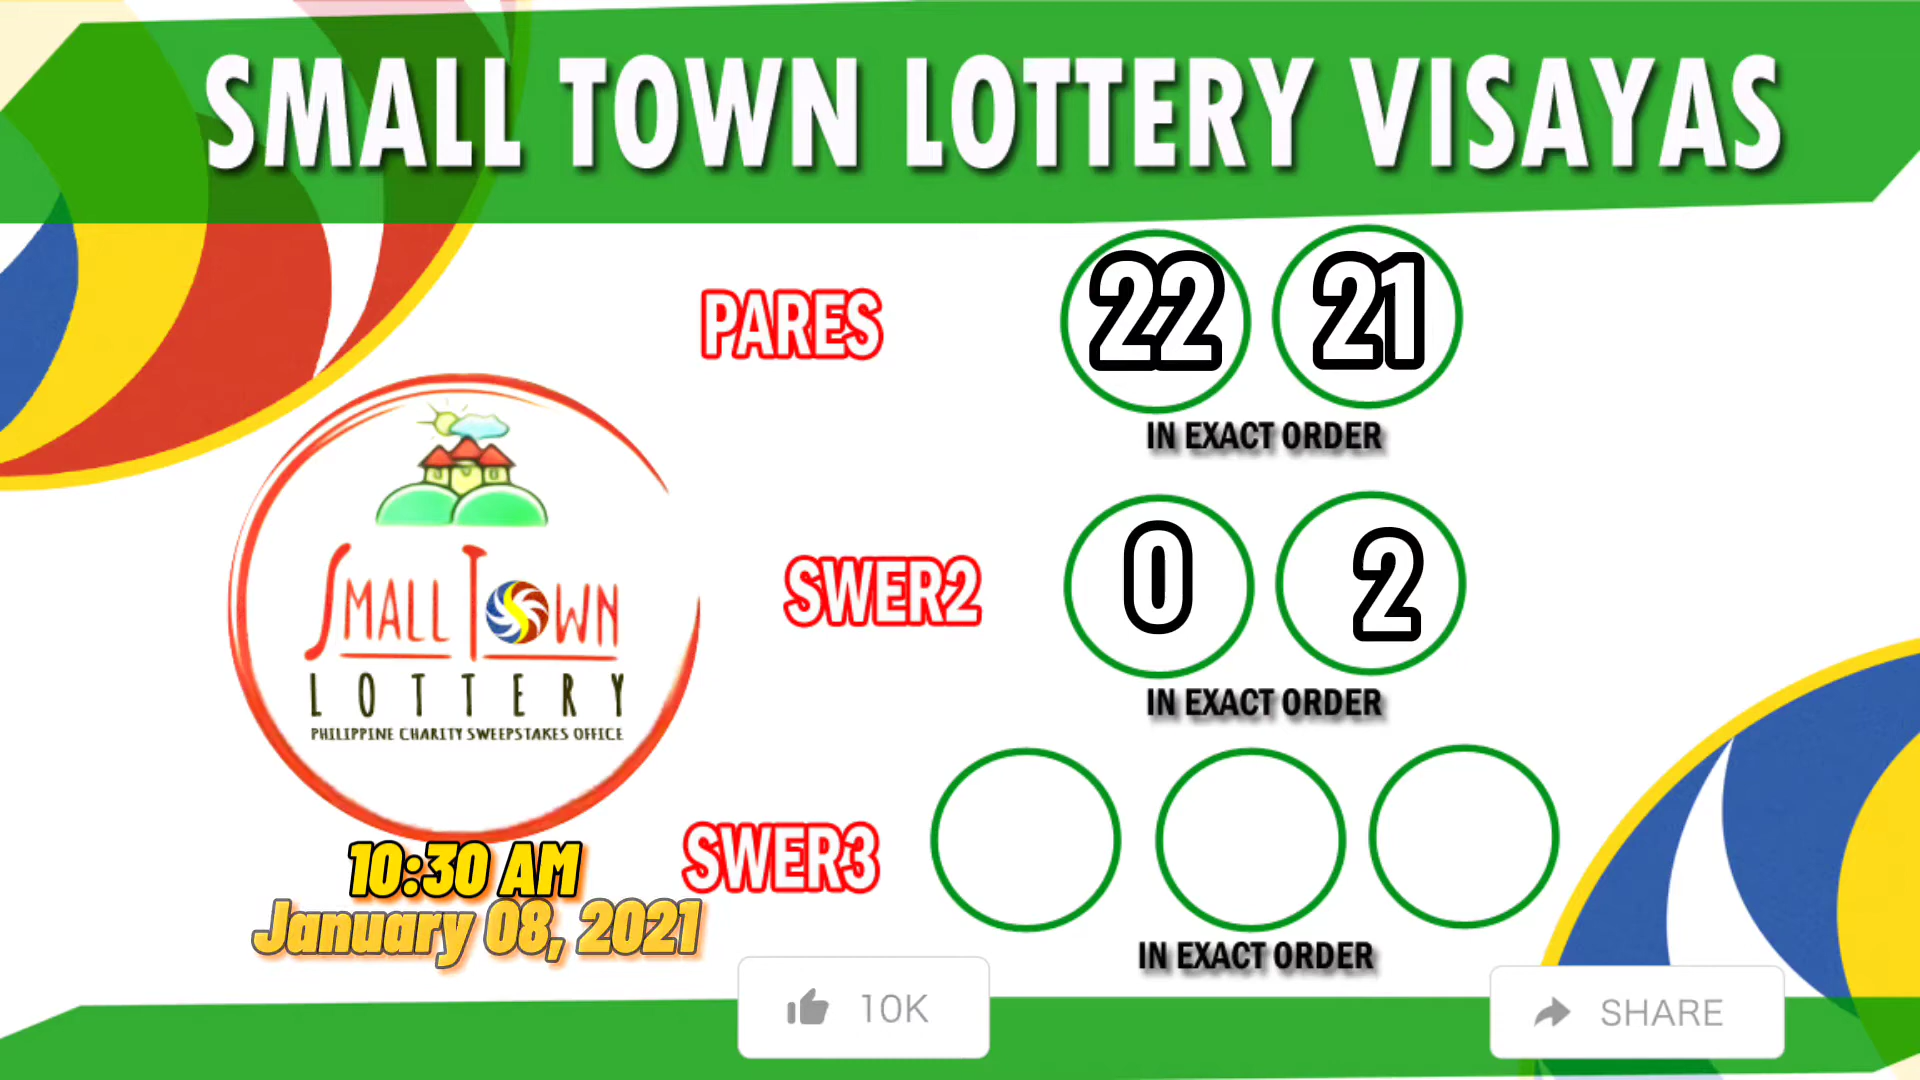 SMALL TOWN LOTTERY VISAYAS
PARES
22 21
IN EXACT ORDER
SWER2
0 2
IN EXACT ORDER
SMALL TOWN
LOTTERY
PHILIPPINE CHARITY SWEEPSTAKES OFFICE
10:30 AM
January 08, 2021
SWER3
IN EXACT ORDER
10K
SHARE